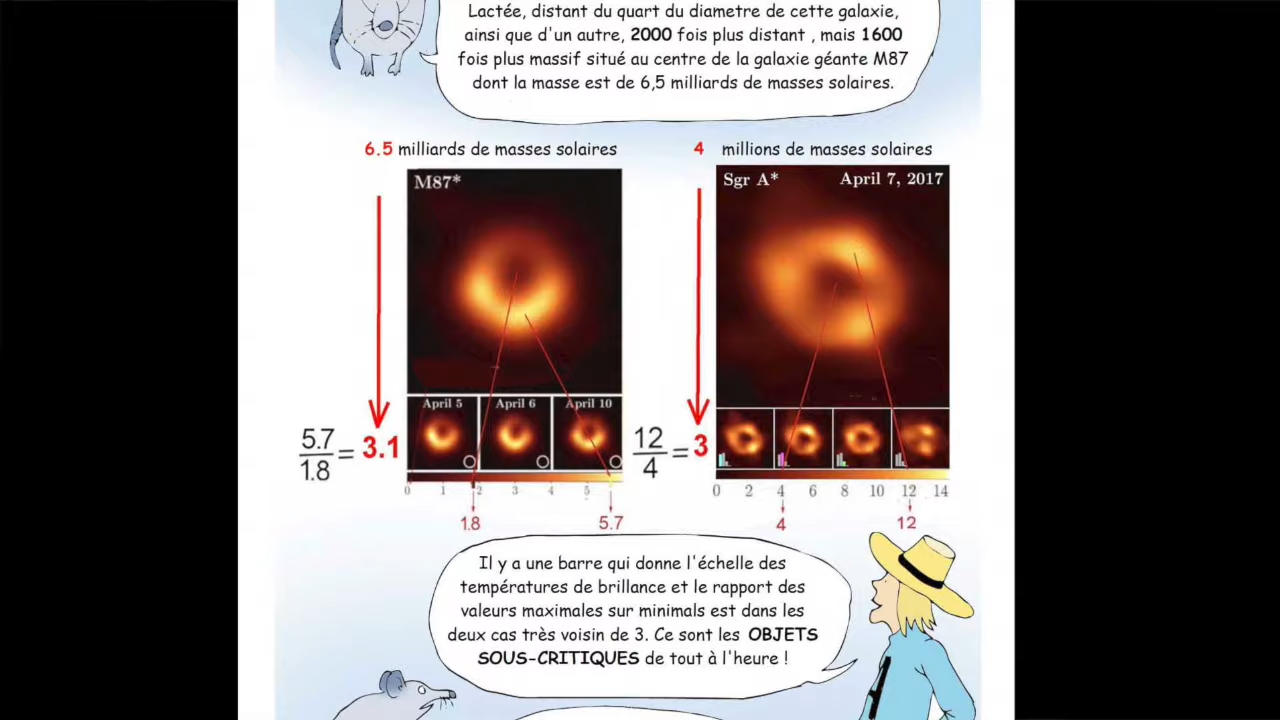 Lactée, distant du quart du diametre de cette galaxie,
ainsi que d'un autre, 2000 fois plus distant , mais 1600
fois plus massif situé au centre de la galaxie géante M87
dont la masse est de 6,5 milliards de masses solaires.
6.5 milliards de masses solaires
4 millions de masses solaires
M87*
Sgr A* April 7, 2017
April 5 April 6 April 10
5.7
1.8
= 3.1
12
4
= 3
0 1 2 3 4 5
0 2 4 6 8 10 12 14
1.8 5.7
4 12
Il y a une barre qui donne l'échelle des
températures de brillance et le rapport des
valeurs maximales sur minimals est dans les
deux cas très voisin de 3. Ce sont les OBJETS
SOUS-CRITIQUES de tout à l'heure !